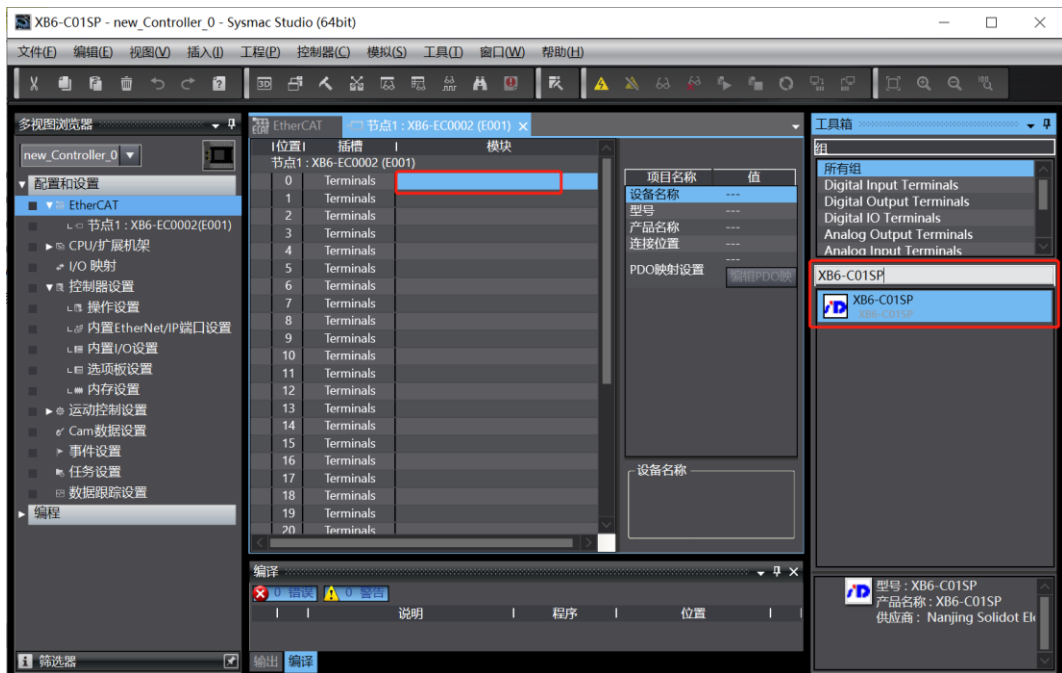 XB6-C01SP - new_Controller_0 - Sysmac Studio (64bit)
文件(F) 编辑(E) 视图(V) 插入(I) 工程(P) 控制器(C) 模拟(S) 工具(T) 窗口(W) 帮助(H)
多视图浏览器
new_Controller_0
配置和设置
EtherCAT
节点1 : XB6-EC0002(E001)
CPU/扩展机架
I/O 映射
控制器设置
操作设置
内置EtherNet/IP端口设置
内置I/O设置
选项板设置
内存设置
运动控制设置
Cam数据设置
事件设置
任务设置
数据跟踪设置
编程
筛选器
EtherCAT
节点1 : XB6-EC0002 (E001)
位置 插槽 模块
节点1 : XB6-EC0002 (E001)
0 Terminals
1 Terminals
2 Terminals
3 Terminals
4 Terminals
5 Terminals
6 Terminals
7 Terminals
8 Terminals
9 Terminals
10 Terminals
11 Terminals
12 Terminals
13 Terminals
14 Terminals
15 Terminals
16 Terminals
17 Terminals
18 Terminals
19 Terminals
20 Terminals
项目名称 值
设备名称 ---
型号 ---
产品名称 ---
连接位置 ---
---
PDO映射设置 编辑PDO映
设备名称
编译
0 错误 0 警告
说明 程序 位置
输出 编译
工具箱
组
所有组
Digital Input Terminals
Digital Output Terminals
Digital IO Terminals
Analog Output Terminals
Analog Input Terminals
XB6-C01SP
XB6-C01SP
XB6-C01SP
型号 : XB6-C01SP
产品名称 : XB6-C01SP
供应商 : Nanjing Solidot Ele